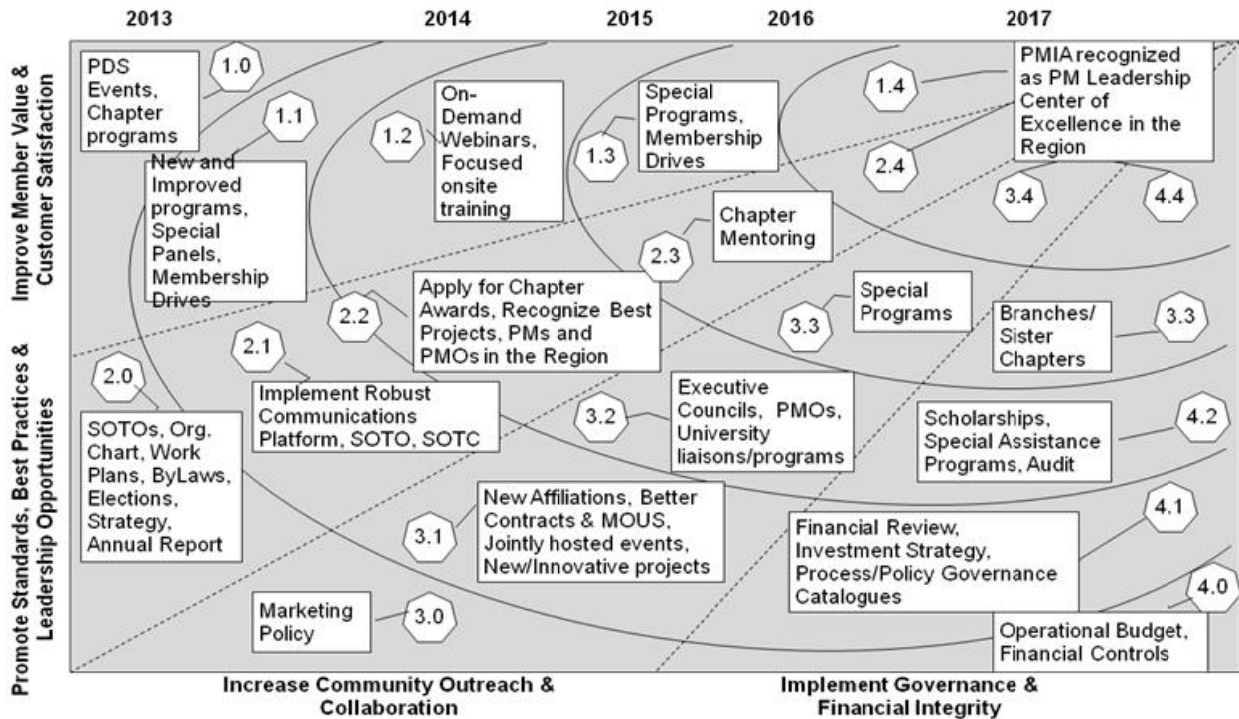 2013 2014 2015 2016 2017
Improve Member Value &
Customer Satisfaction
Promote Standards, Best Practices &
Leadership Opportunities
PDS
Events,
Chapter
programs
1.0
1.1
New and
Improved
programs,
Special
Panels,
Membership
Drives
1.2
On-
Demand
Webinars,
Focused
onsite
training
1.3
Special
Programs,
Membership
Drives
1.4
PMIA recognized
as PM Leadership
Center of
Excellence in the
Region
2.4
3.4
4.4
2.3
Chapter
Mentoring
2.2
Apply for Chapter
Awards, Recognize Best
Projects, PMs and
PMOs in the Region
3.3
Special
Programs
Branches/
Sister
Chapters
3.3
2.0
SOTOs, Org.
Chart, Work
Plans, ByLaws,
Elections,
Strategy,
Annual Report
2.1
Implement Robust
Communications
Platform, SOTO, SOTC
3.2
Executive
Councils, PMOs,
University
liaisons/programs
Scholarships,
Special Assistance
Programs, Audit
4.2
3.1
New Affiliations, Better
Contracts & MOUS,
Jointly hosted events,
New/Innovative projects
Financial Review,
Investment Strategy,
Process/Policy Governance
Catalogues
4.1
Marketing
Policy
3.0
4.0
Operational Budget,
Financial Controls
Increase Community Outreach &
Collaboration
Implement Governance &
Financial Integrity